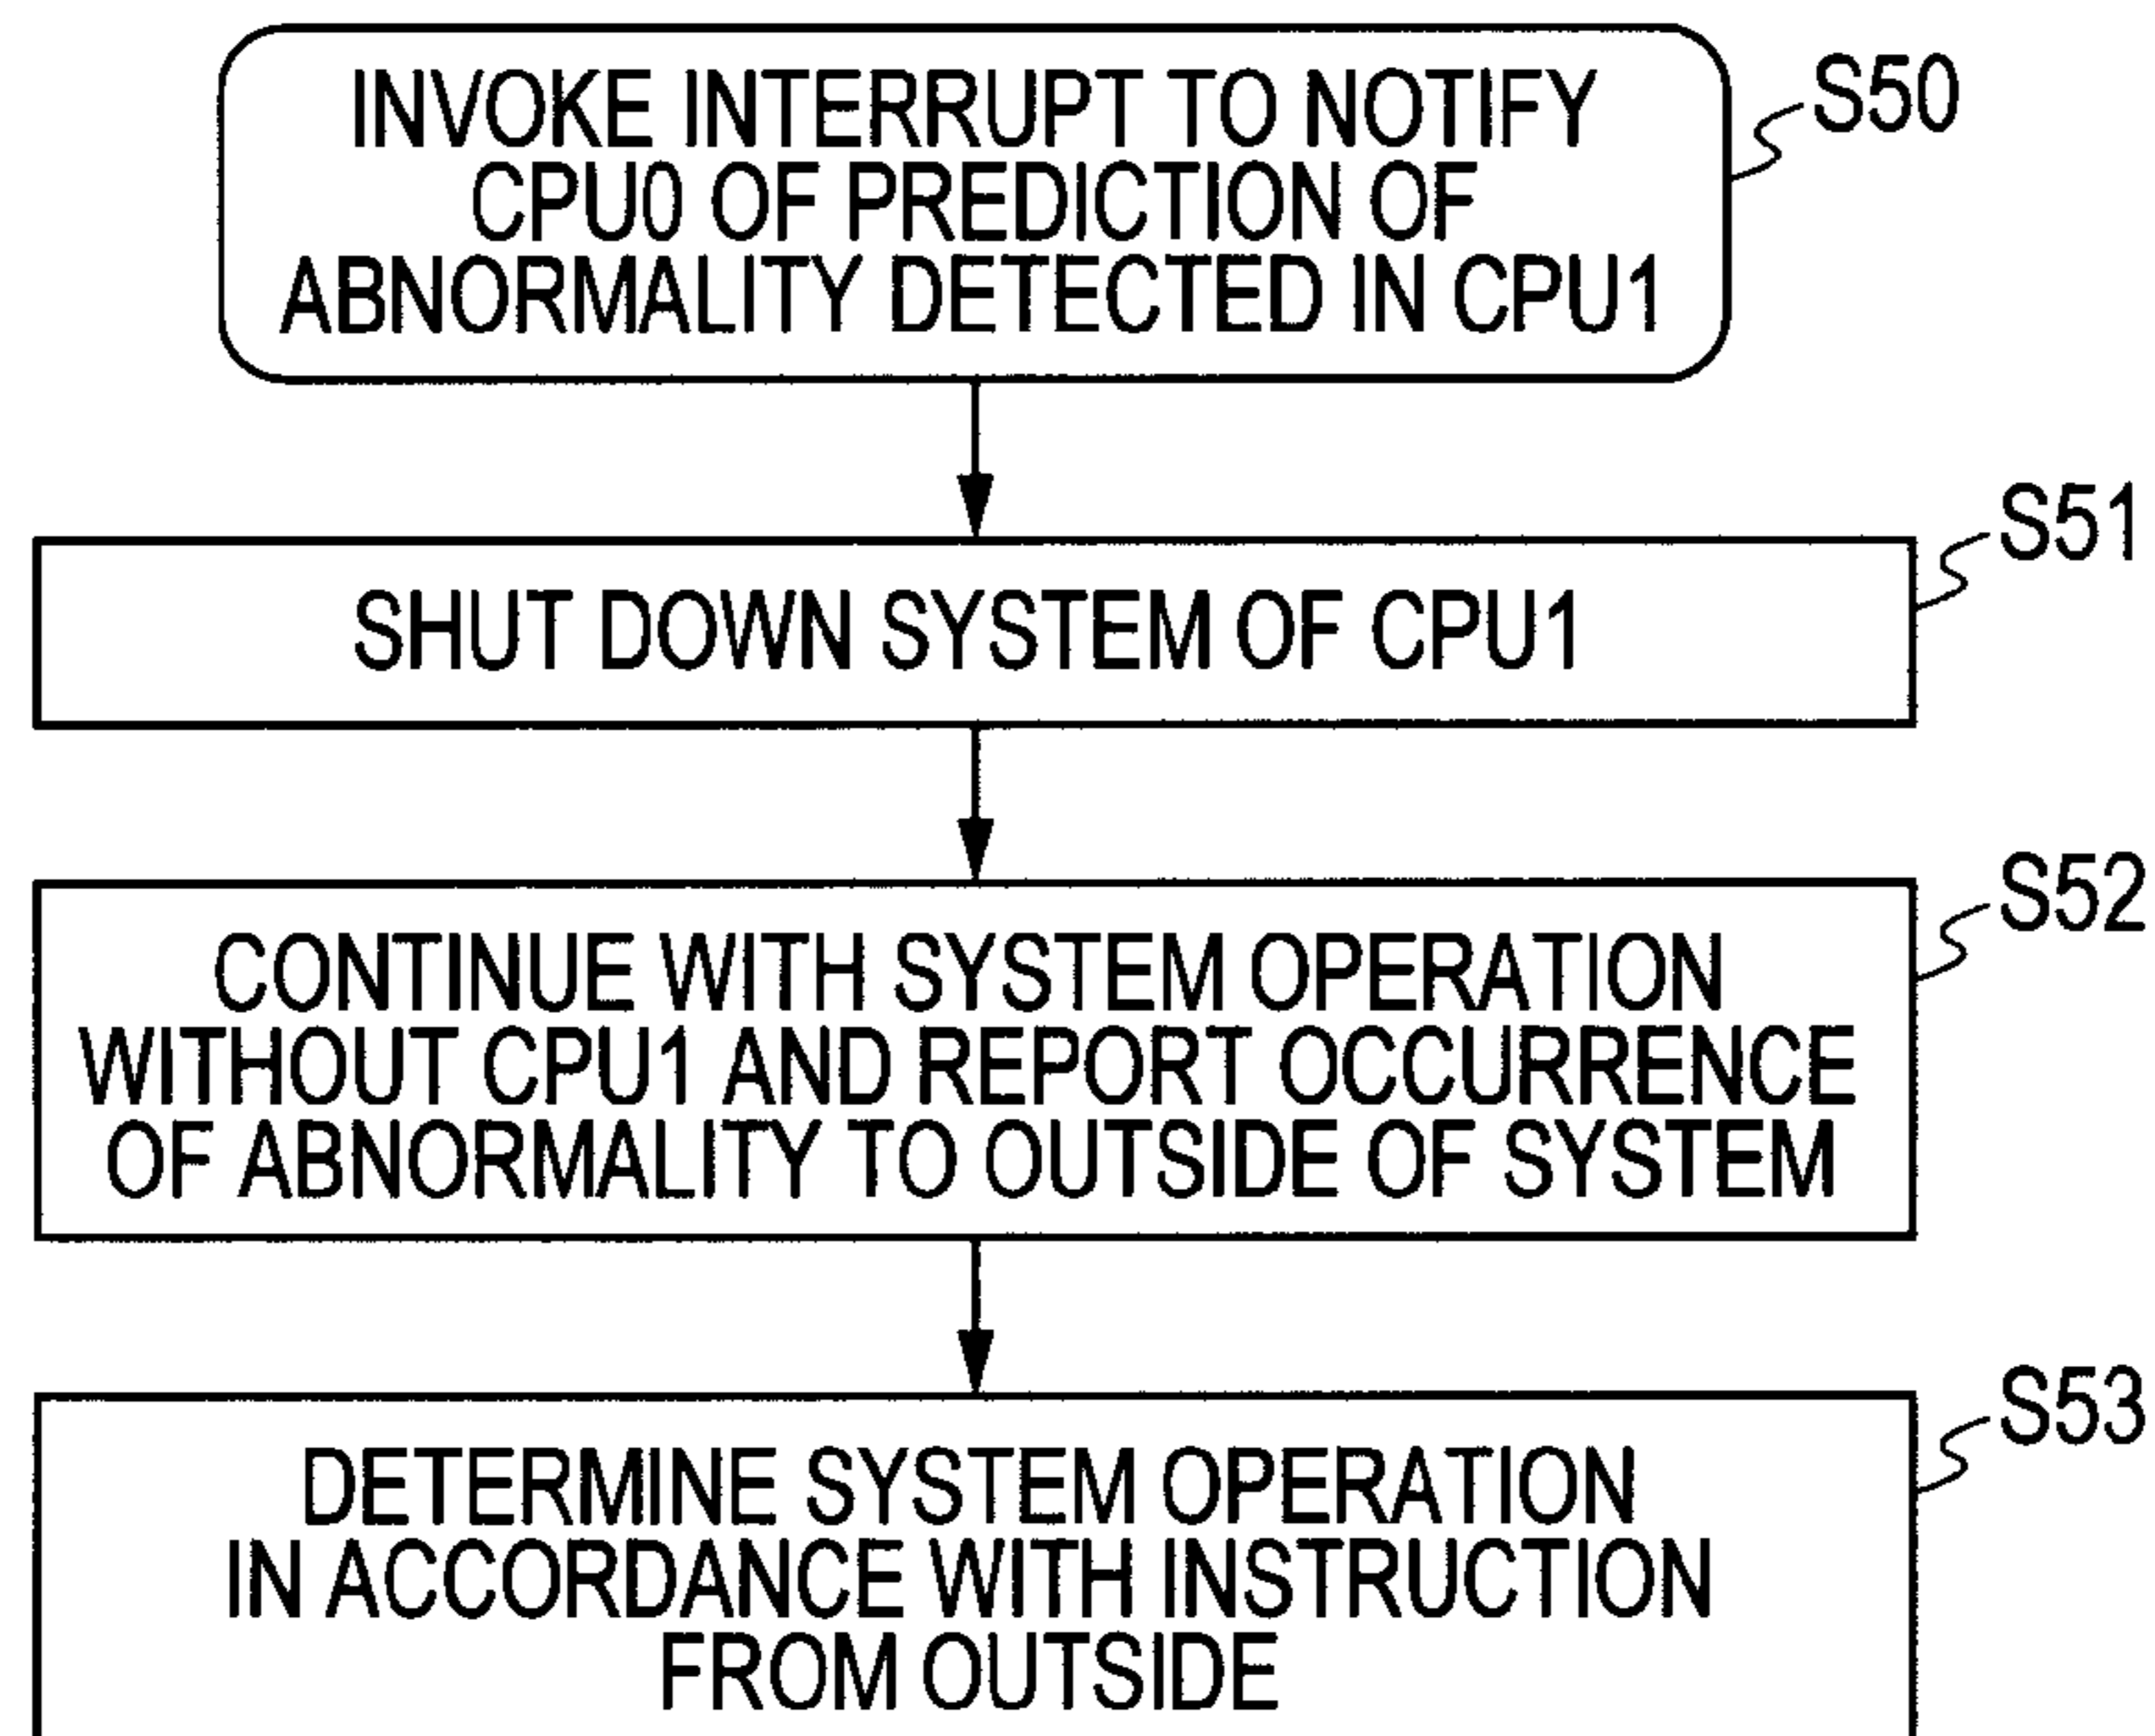 INVOKE INTERRUPT TO NOTIFY
CPU0 OF PREDICTION OF
ABNORMALITY DETECTED IN CPU1
S50
SHUT DOWN SYSTEM OF CPU1
S51
CONTINUE WITH SYSTEM OPERATION
WITHOUT CPU1 AND REPORT OCCURRENCE
OF ABNORMALITY TO OUTSIDE OF SYSTEM
S52
DETERMINE SYSTEM OPERATION
IN ACCORDANCE WITH INSTRUCTION
FROM OUTSIDE
S53